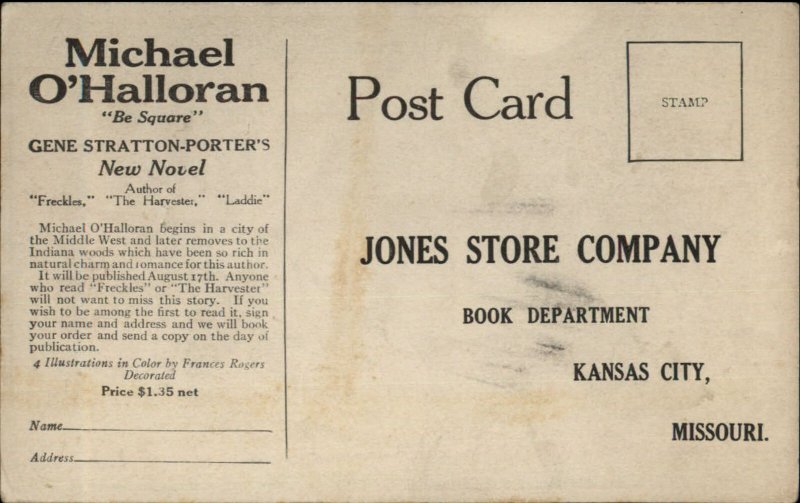 Michael
O'Halloran
"Be Square"
GENE STRATTON-PORTER'S
New Novel
Author of
"Freckles," "The Harvester," "Laddie"
Michael O'Halloran begins in a city of
the Middle West and later removes to the
Indiana woods which have been so rich in
natural charm and romance for this author.
It will be published August 17th. Anyone
who read "Freckles" or "The Harvester"
will not want to miss this story. If you
wish to be among the first to read it, sign
your name and address and we will book
your order and send a copy on the day of
publication.
4 Illustrations in Color by Frances Rogers
Decorated
Price $1.35 net
Name
Address
Post Card
STAMP
JONES STORE COMPANY
BOOK DEPARTMENT
KANSAS CITY,
MISSOURI.